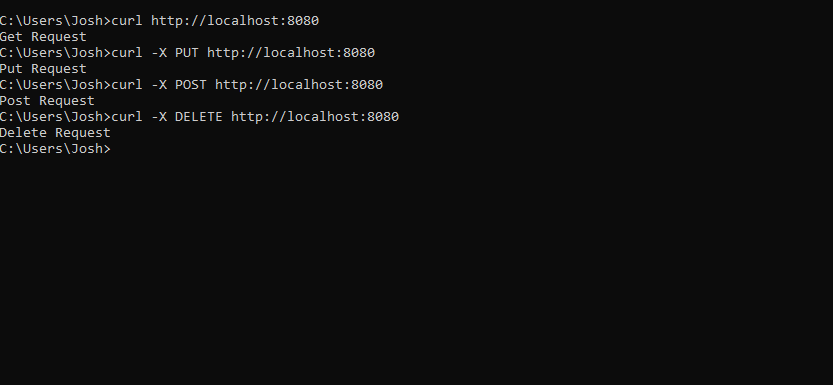 C:\Users\Josh>curl http://localhost:8080
Get Request
C:\Users\Josh>curl -X PUT http://localhost:8080
Put Request
C:\Users\Josh>curl -X POST http://localhost:8080
Post Request
C:\Users\Josh>curl -X DELETE http://localhost:8080
Delete Request
C:\Users\Josh>